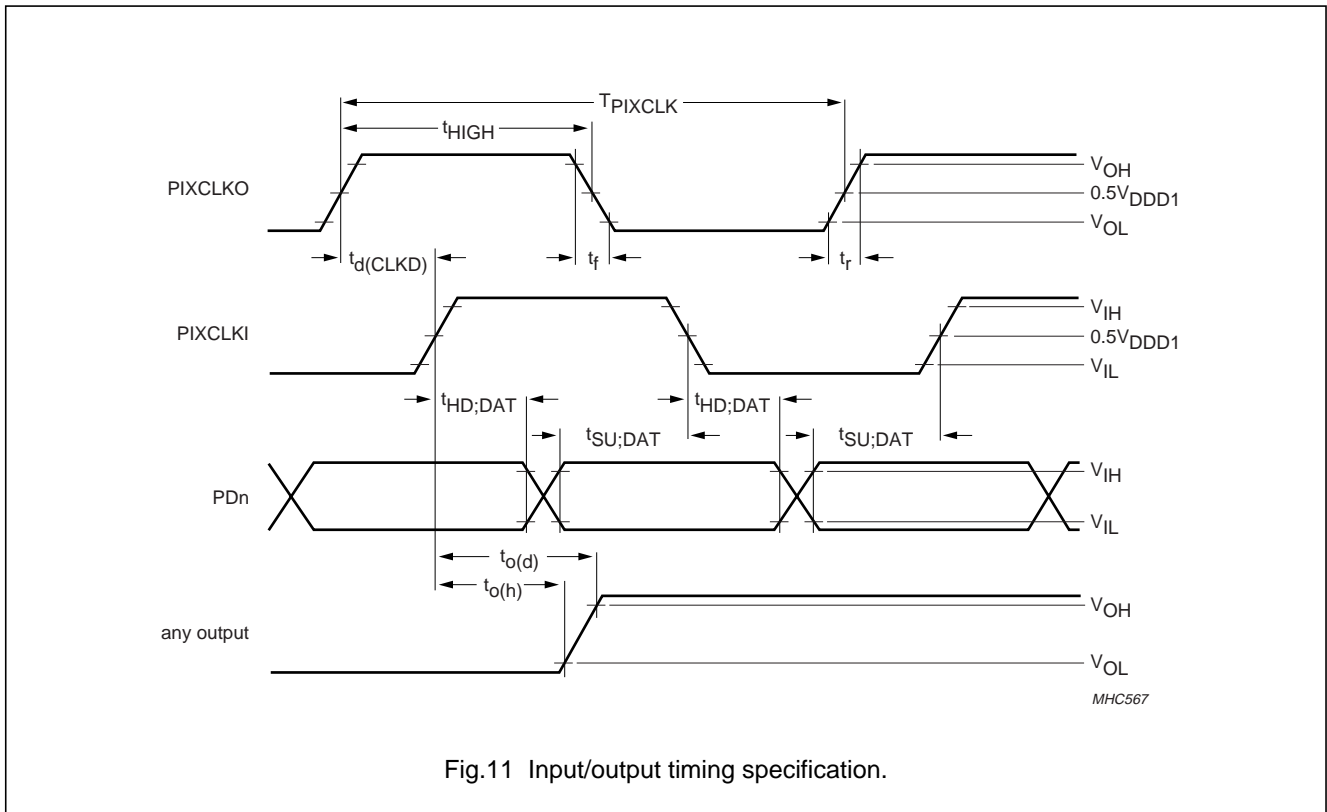 TPIXCLK
tHIGH
PIXCLKO
VOH
0.5VDDD1
VOL
td(CLKD)
tf
tr
PIXCLKI
VIH
0.5VDDD1
VIL
tHD;DAT
tHD;DAT
tSU;DAT
tSU;DAT
PDn
VIH
VIL
to(d)
to(h)
any output
VOH
VOL
MHC567
Fig.11 Input/output timing specification.